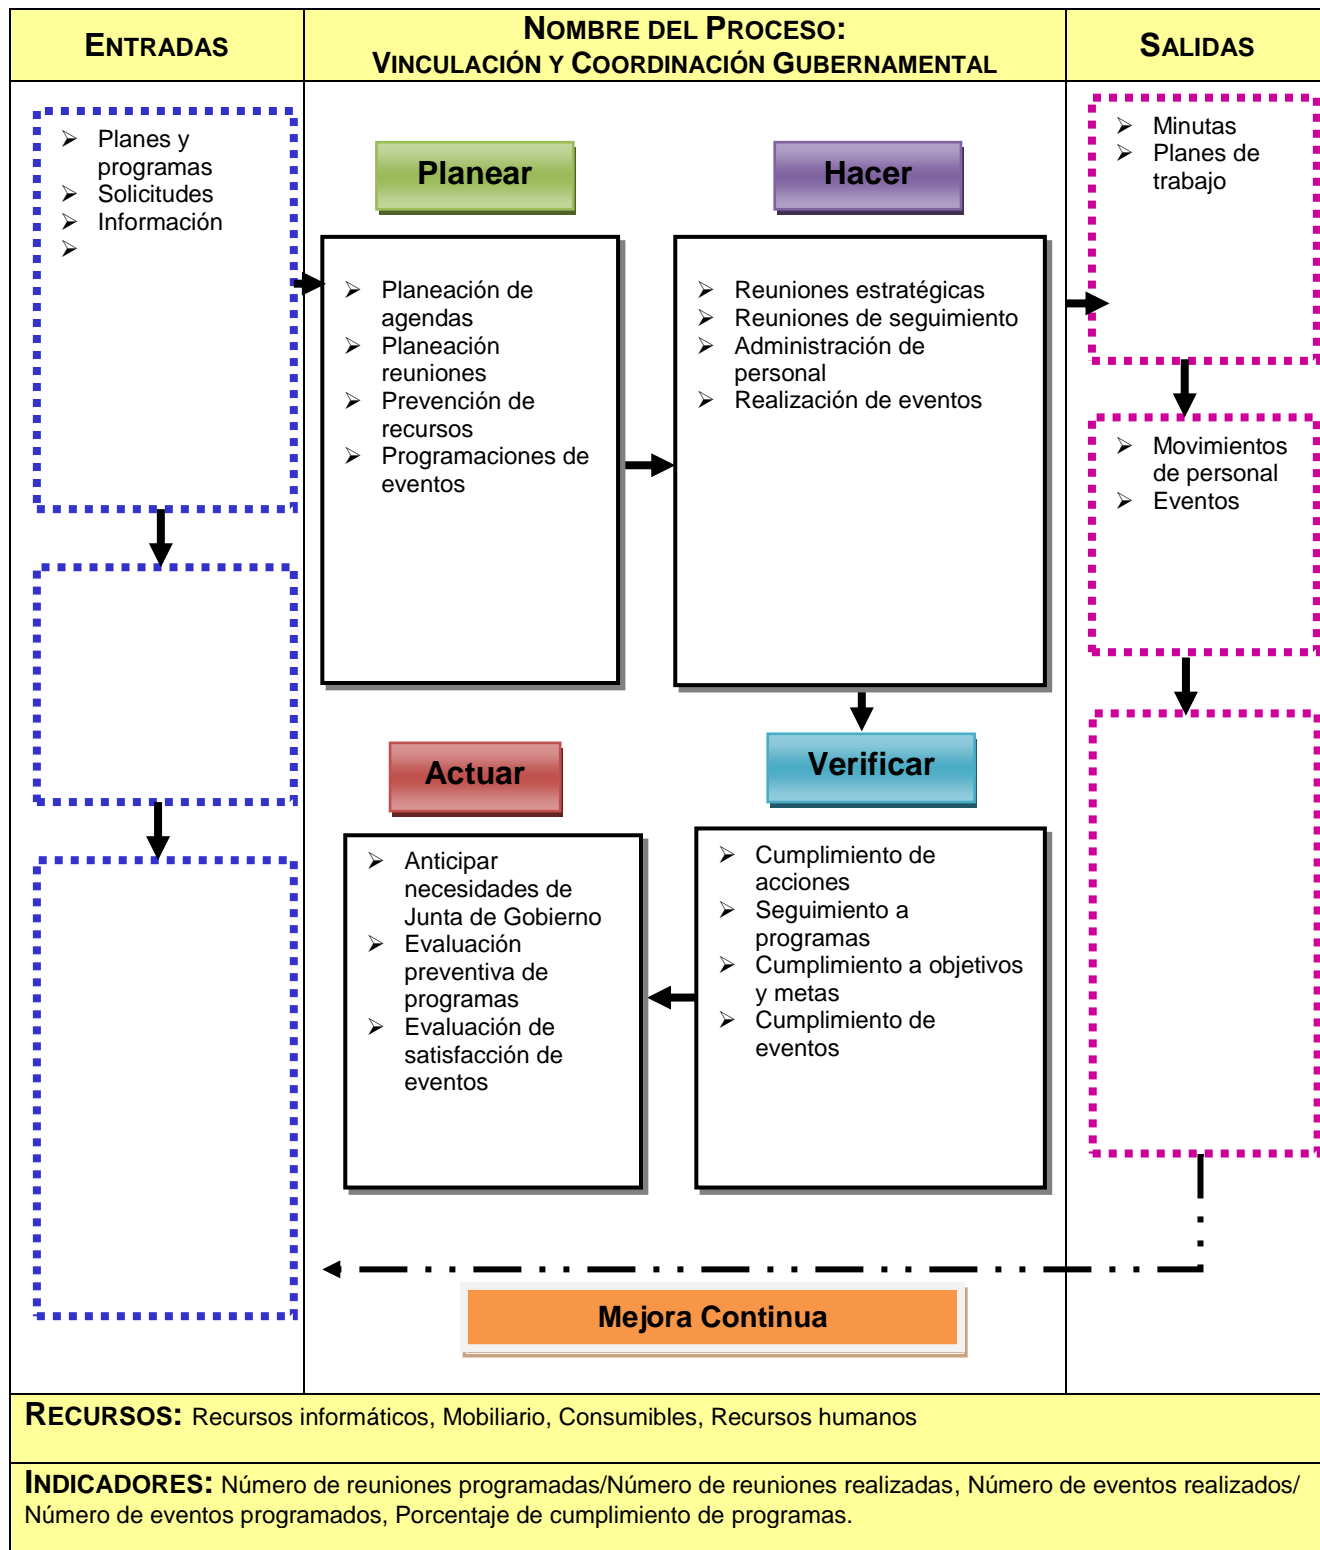 ENTRADAS
NOMBRE DEL PROCESO:
VINCULACIÓN Y COORDINACIÓN GUBERNAMENTAL
SALIDAS
Planes y
programas
Solicitudes
Información
Planear
Planeación de
agendas
Planeación
reuniones
Prevención de
recursos
Programaciones de
eventos
Hacer
Reuniones estratégicas
Reuniones de seguimiento
Administración de
personal
Realización de eventos
Minutas
Planes de
trabajo
Movimientos
de personal
Eventos
Actuar
Anticipar
necesidades de
Junta de Gobierno
Evaluación
preventiva de
programas
Evaluación de
satisfacción de
eventos
Verificar
Cumplimiento de
acciones
Seguimiento a
programas
Cumplimiento a objetivos
y metas
Cumplimiento de
eventos
Mejora Continua
RECURSOS: Recursos informáticos, Mobiliario, Consumibles, Recursos humanos
INDICADORES: Número de reuniones programadas/Número de reuniones realizadas, Número de eventos realizados/
Número de eventos programados, Porcentaje de cumplimiento de programas.